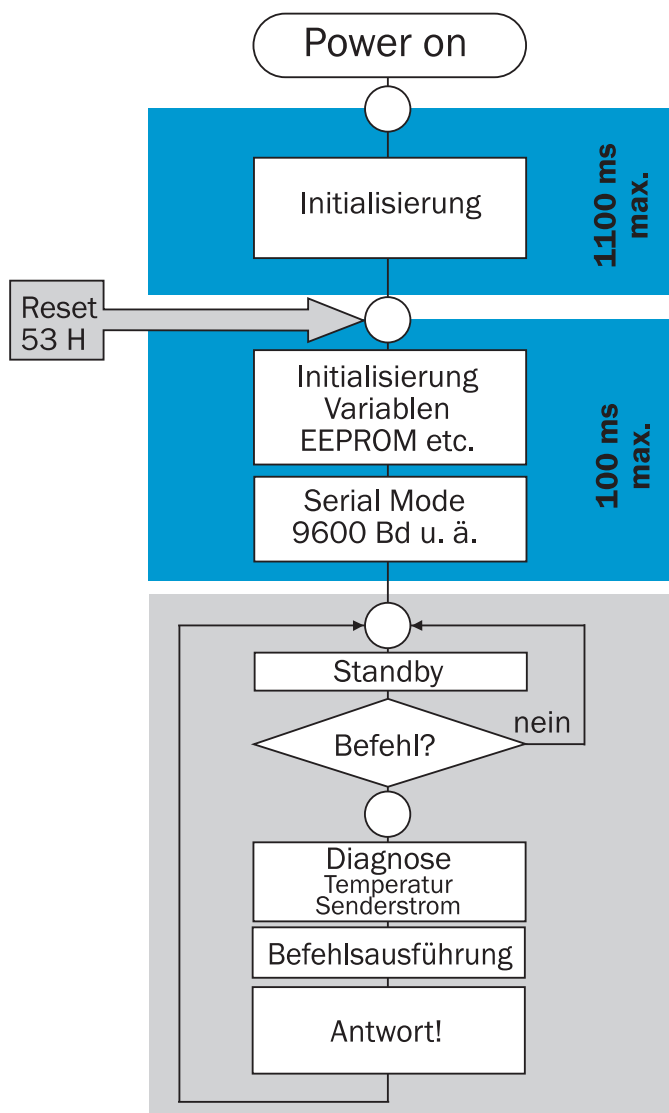 Power on
Initialisierung
1100 ms
max.
Reset
53 H
Initialisierung
Variablen
EEPROM etc.
Serial Mode
9600 Bd u. ä.
100 ms
max.
Standby
Befehl?
nein
Diagnose
Temperatur
Senderstrom
Befehlsausführung
Antwort!